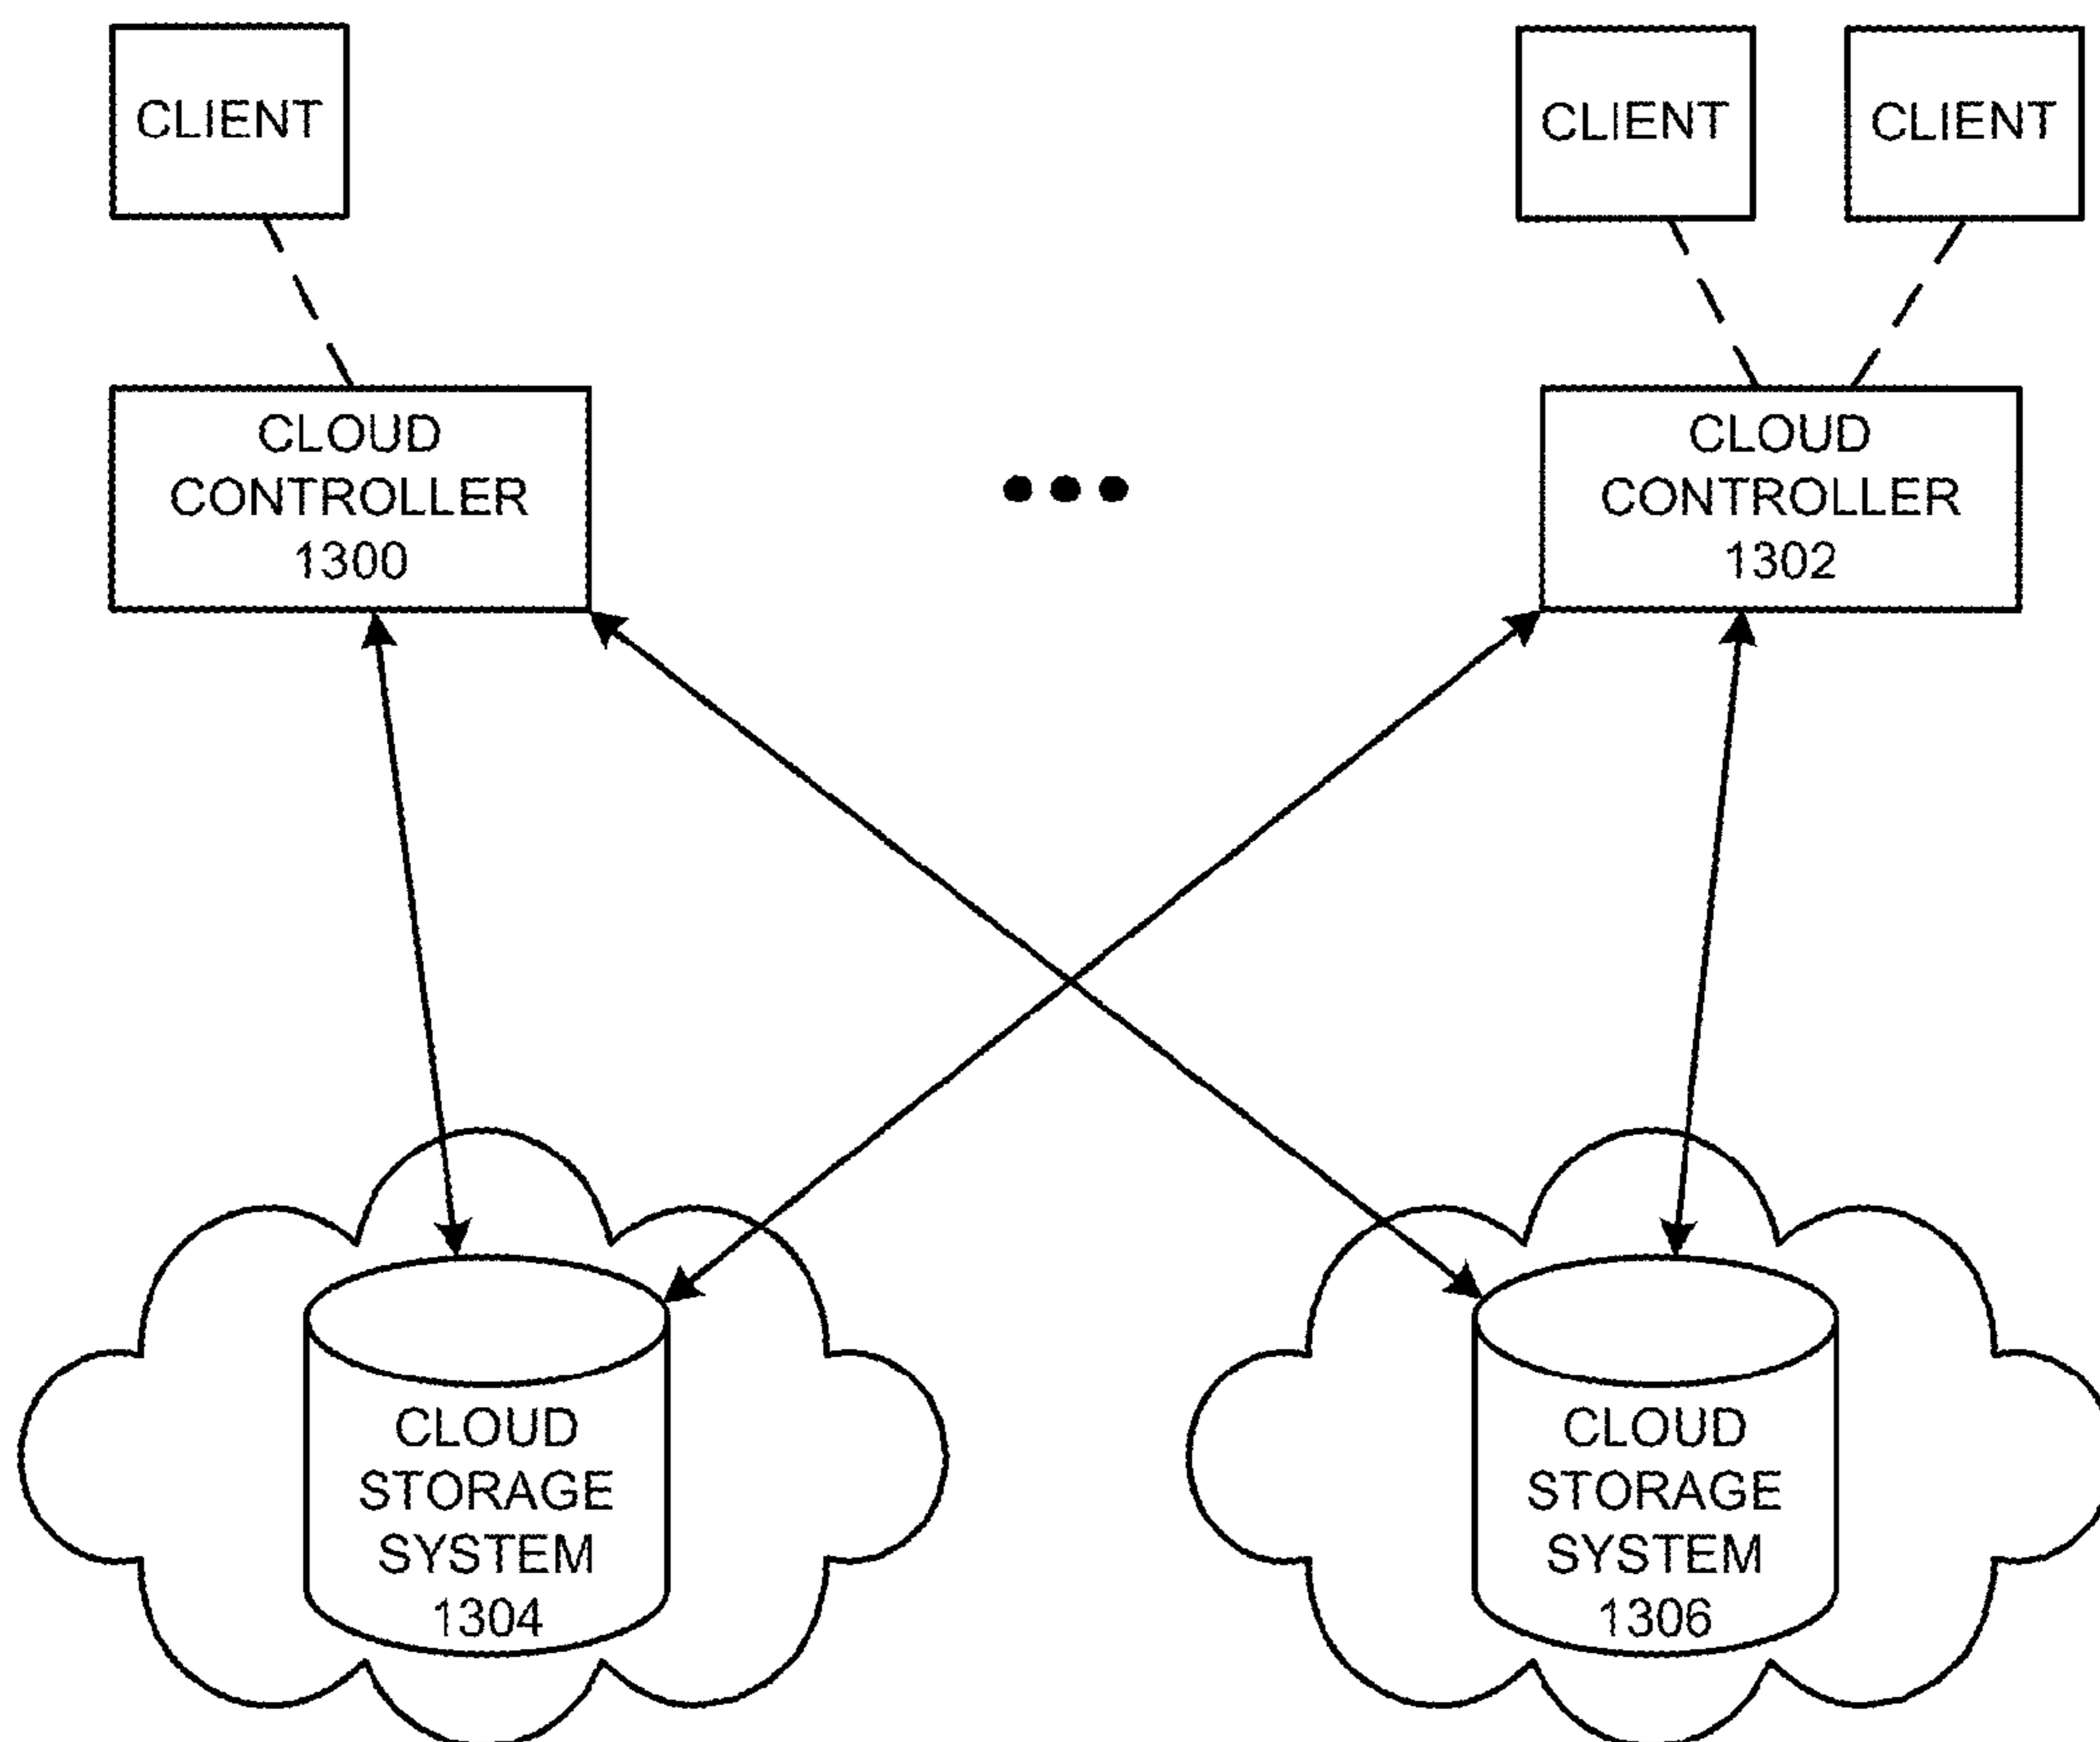 CLIENT
CLIENT
CLIENT
CLOUD
CONTROLLER
1300
CLOUD
CONTROLLER
1302
CLOUD
STORAGE
SYSTEM
1304
CLOUD
STORAGE
SYSTEM
1306